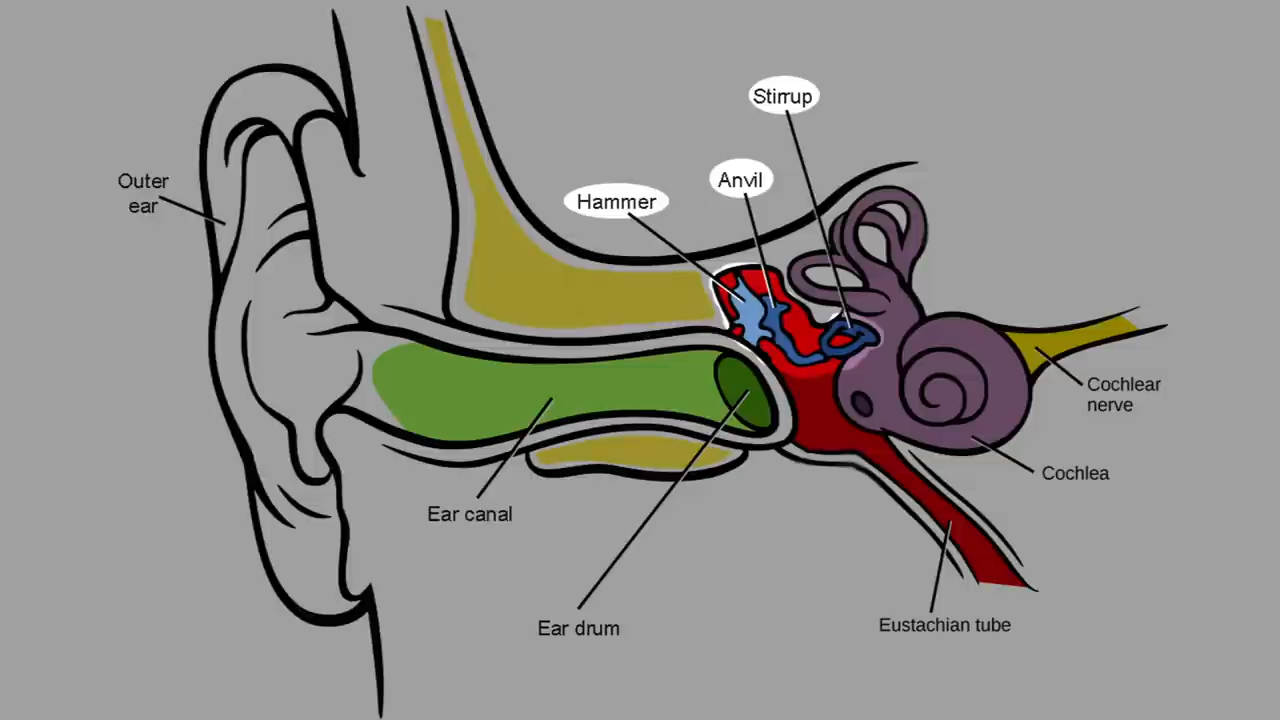 Stirrup
Anvil
Hammer
Outer
ear
Cochlear
nerve
Cochlea
Ear canal
Ear drum
Eustachian tube